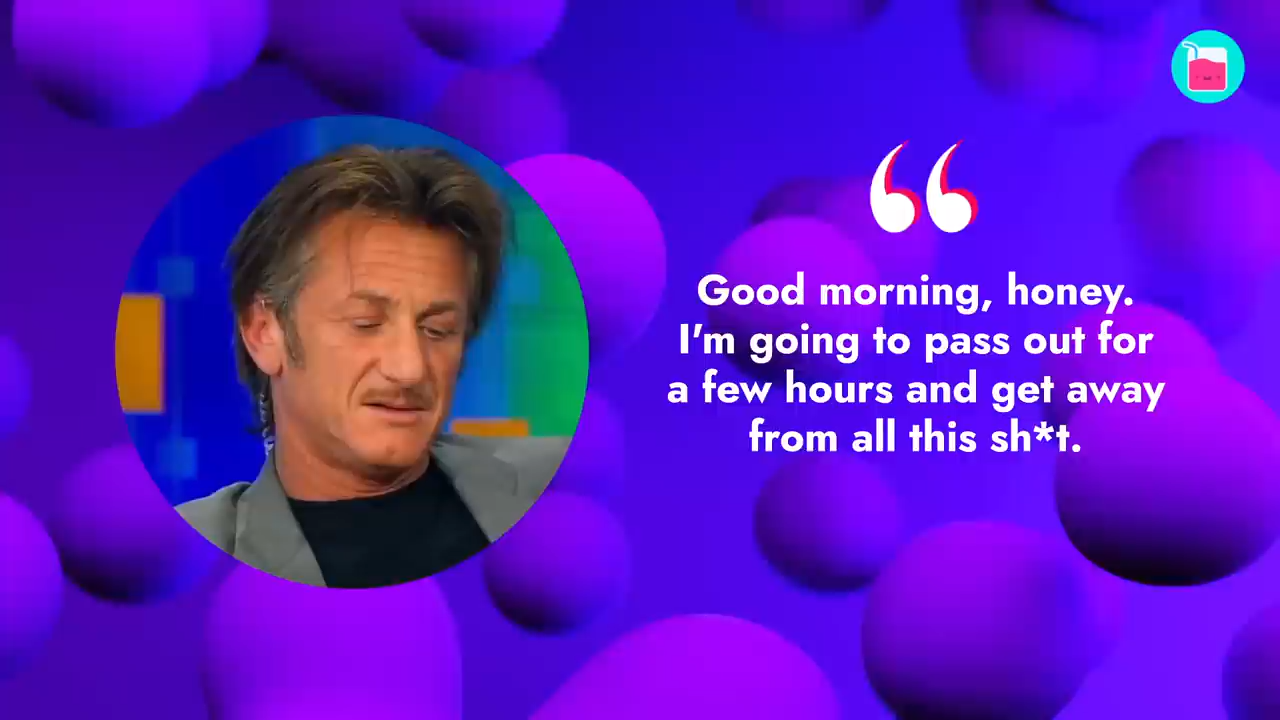 Good morning, honey.
I'm going to pass out for
a few hours and get away
from all this sh*t.